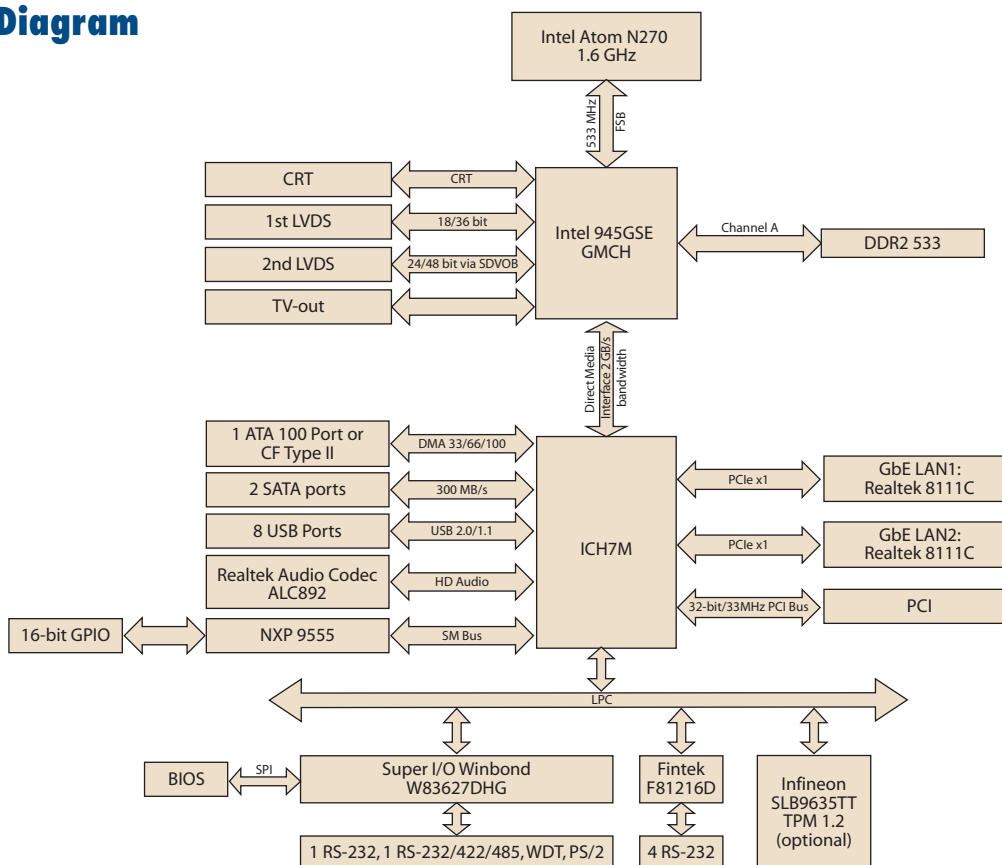 Diagram
Intel Atom N270
1.6 GHz
533 MHz
FSB
CRT
CRT
1st LVDS
18/36 bit
2nd LVDS
24/48 bit via SDVOB
TV-out
Intel 945GSE
GMCH
Channel A
DDR2 533
Direct Media
Interface 2 GB/s
bandwidth
1 ATA 100 Port or
CF Type II
DMA 33/66/100
2 SATA ports
300 MB/s
8 USB Ports
USB 2.0/1.1
Realtek Audio Codec
ALC892
HD Audio
16-bit GPIO
NXP 9555
SM Bus
ICH7M
PCIe x1
GbE LAN1:
Realtek 8111C
PCIe x1
GbE LAN2:
Realtek 8111C
32-bit/33MHz PCI Bus
PCI
LPC
BIOS
SPI
Super I/O Winbond
W83627DHG
Fintek
F81216D
Infineon
SLB9635TT
TPM 1.2
(optional)
1 RS-232, 1 RS-232/422/485, WDT, PS/2
4 RS-232